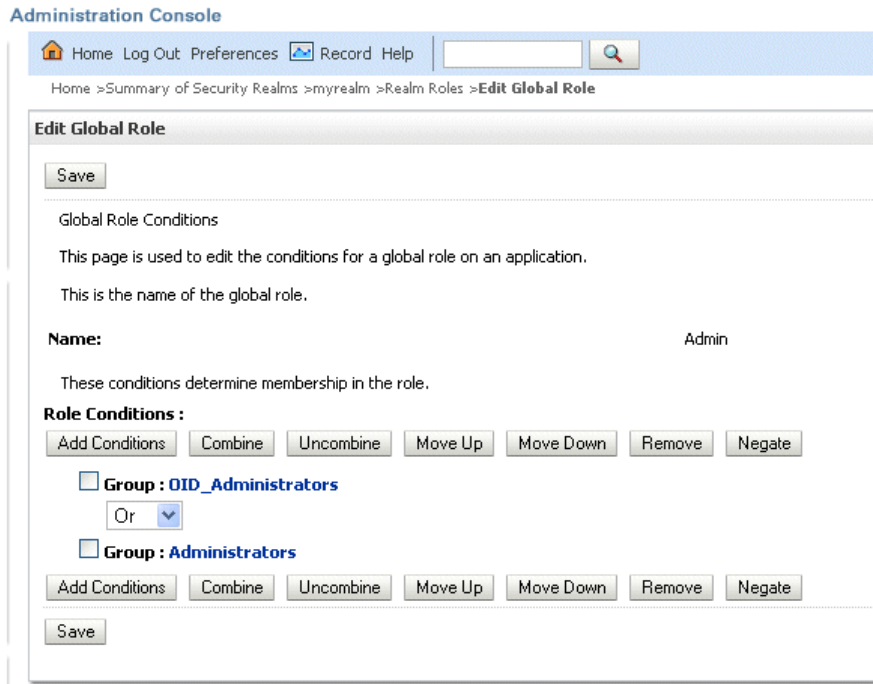 Administration Console
Home Log Out Preferences Record Help
Home >Summary of Security Realms >myrealm >Realm Roles >Edit Global Role
Edit Global Role
Save
Global Role Conditions
This page is used to edit the conditions for a global role on an application.
This is the name of the global role.
Name: Admin
These conditions determine membership in the role.
Role Conditions :
Add Conditions Combine Uncombine Move Up Move Down Remove Negate
Group : OID_Administrators
Or
Group : Administrators
Add Conditions Combine Uncombine Move Up Move Down Remove Negate
Save